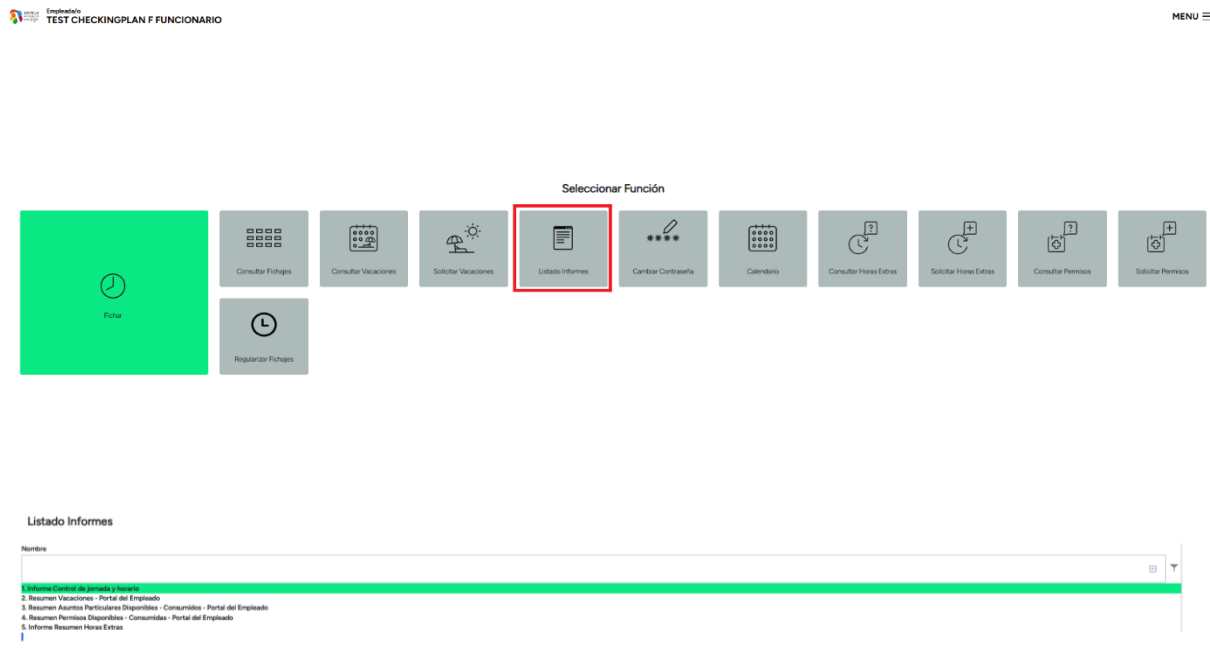 Empleada/o
TEST CHECKINGPLAN F FUNCIONARIO
MENU
Seleccionar Función
Fichar
Consultar Fichajes
Consultar Vacaciones
Solicitar Vacaciones
Listado Informes
Cambiar Contraseña
Calendario
Consultar Horas Extras
Solicitar Horas Extras
Consultar Permisos
Solicitar Permisos
Regularizar Fichajes
Listado Informes
Nombre
1. Informe Control de jornada y horario
2. Resumen Vacaciones - Portal del Empleado
3. Resumen Asuntos Particulares Disponibles - Consumidos - Portal del Empleado
4. Resumen Permisos Disponibles - Consumidas - Portal del Empleado
5. Informe Resumen Horas Extras